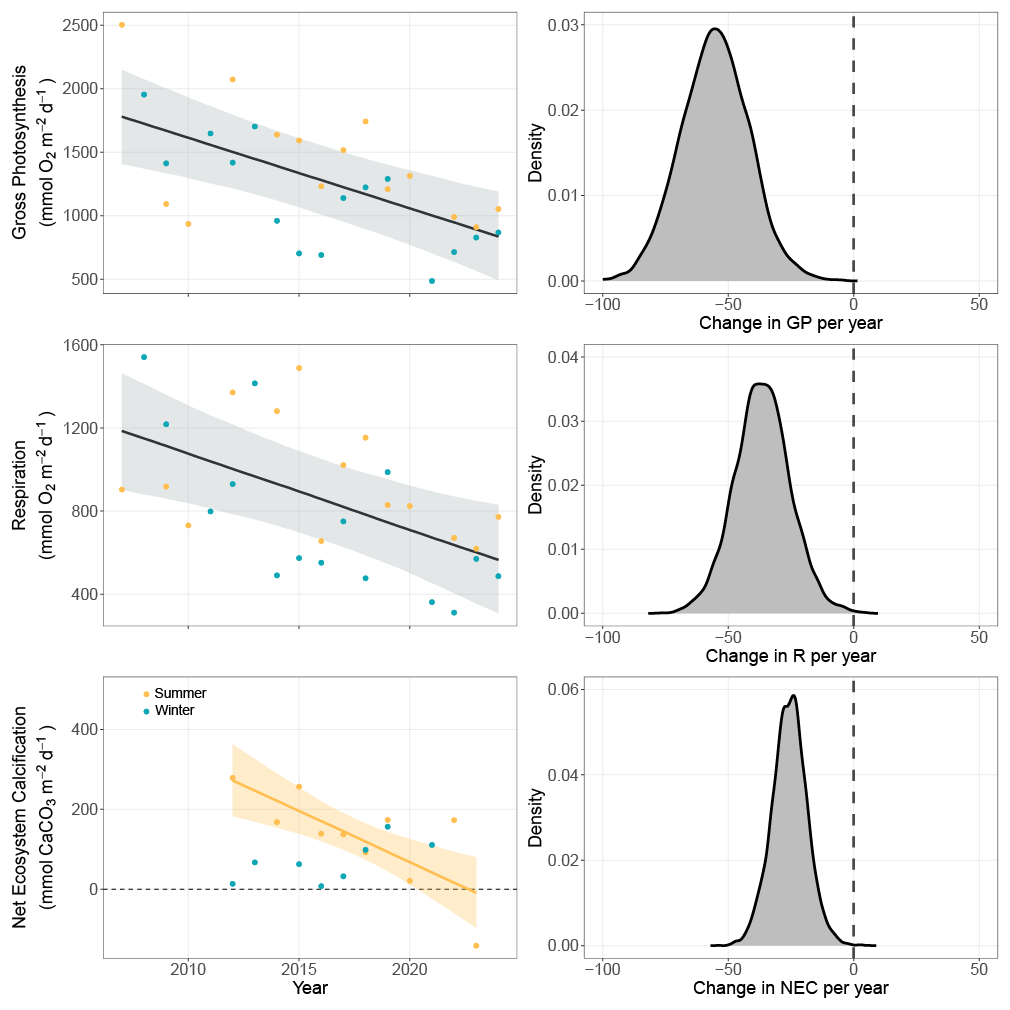 2500
2000
1500
1000
500
Gross Photosynthesis
(mmol O₂ m⁻² d⁻¹ )
0.03
0.02
0.01
0.00
Density
−100 −50 0 50
Change in GP per year
1600
1200
800
400
Respiration
(mmol O₂ m⁻² d⁻¹ )
0.04
0.03
0.02
0.01
0.00
Density
−100 −50 0 50
Change in R per year
Summer
Winter
400
200
0
Net Ecosystem Calcification
(mmol CaCO₃ m⁻² d⁻¹ )
2010 2015 2020
Year
0.06
0.04
0.02
0.00
Density
−100 −50 0 50
Change in NEC per year